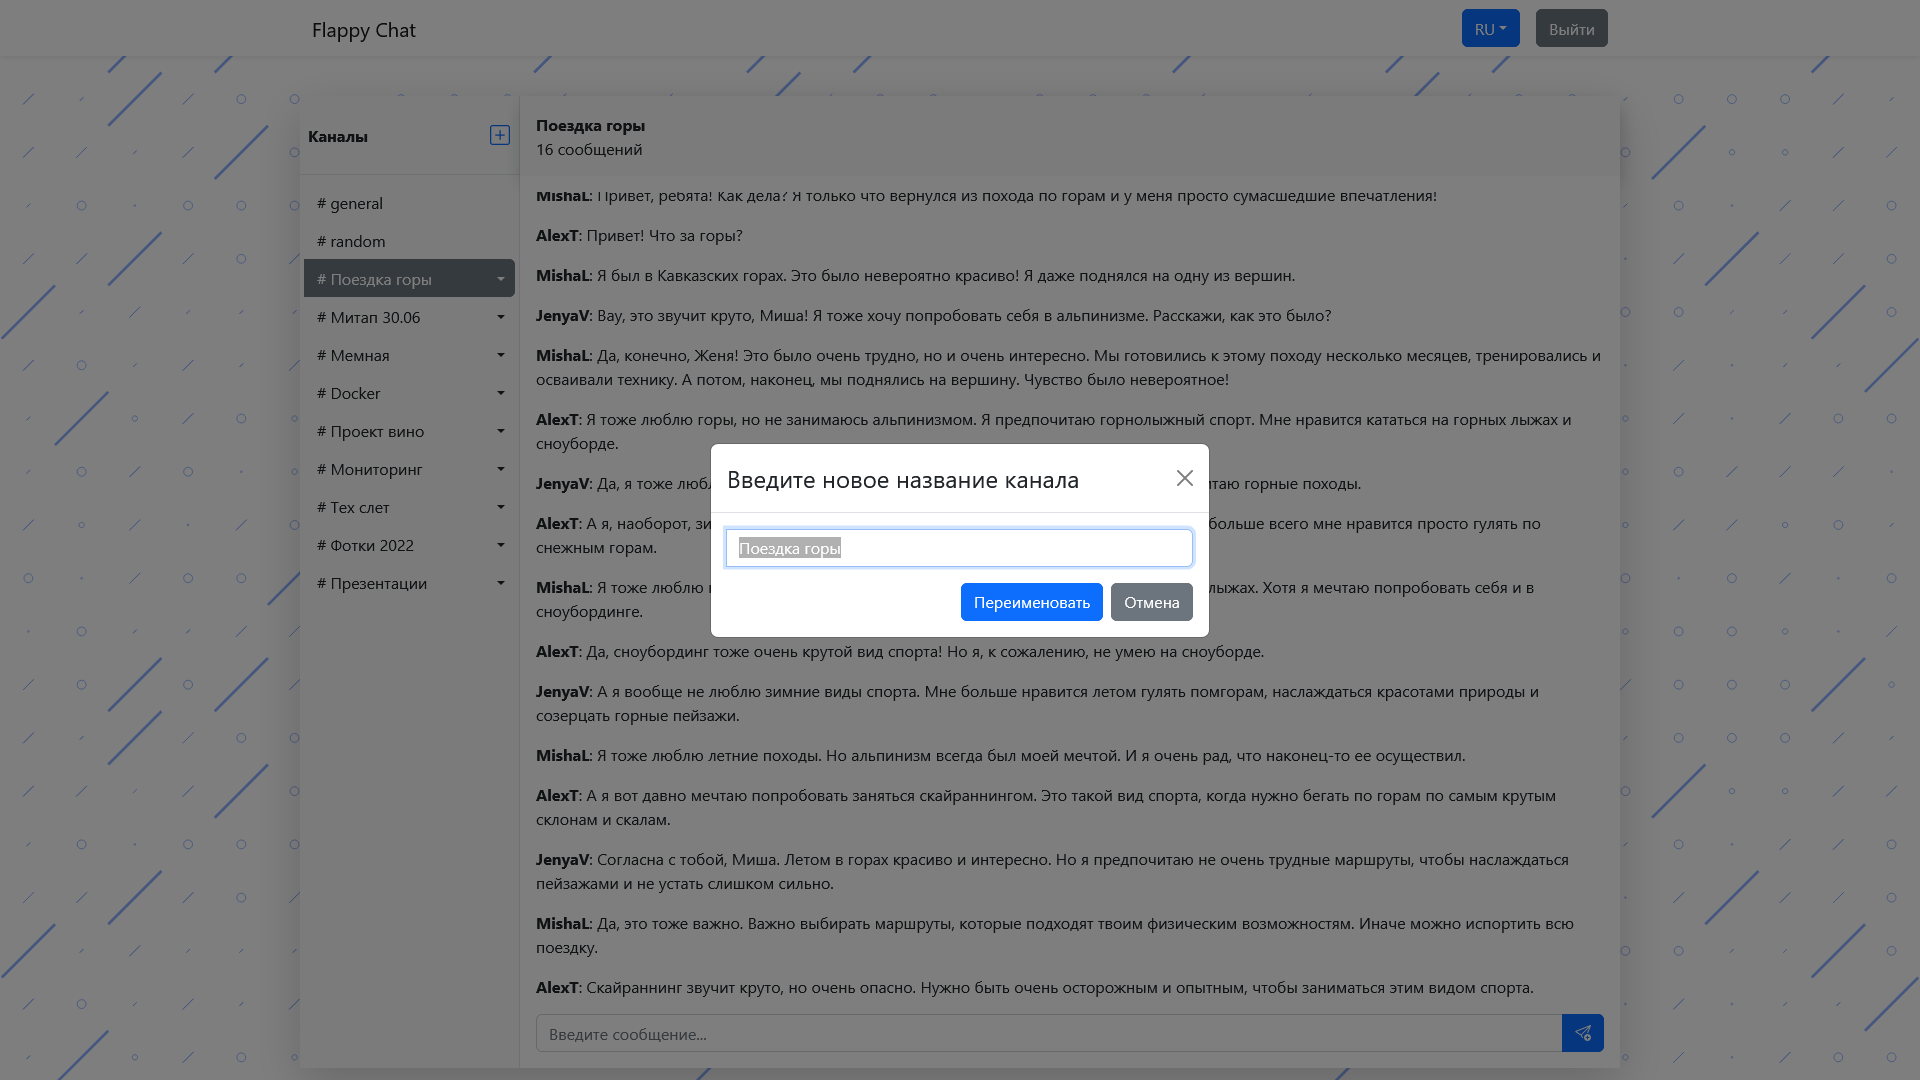 Flappy Chat
RU
Выйти
Каналы
# general
# random
# Поездка горы
# Митап 30.06
# Мемная
# Docker
# Проект вино
# Мониторинг
# Тех слет
# Фотки 2022
# Презентации
Поездка горы
16 сообщений
MishaL: Привет, ребята! Как дела? Я только что вернулся из похода по горам и у меня просто сумасшедшие впечатления!
AlexT: Привет! Что за горы?
MishaL: Я был в Кавказских горах. Это было невероятно красиво! Я даже поднялся на одну из вершин.
JenyaV: Вау, это звучит круто, Миша! Я тоже хочу попробовать себя в альпинизме. Расскажи, как это было?
MishaL: Да, конечно, Женя! Это было очень трудно, но и очень интересно. Мы готовились к этому походу несколько месяцев, тренировались и
осваивали технику. А потом, наконец, мы поднялись на вершину. Чувство было невероятное!
AlexT: Я тоже люблю горы, но не занимаюсь альпинизмом. Я предпочитаю горнолыжный спорт. Мне нравится кататься на горных лыжах и
сноуборде.
JenyaV: Да, я тоже горные походы.
AlexT: А я, наоборот, больше всего мне нравится просто гулять по
снежным горам.
MishaL: Я тоже люблю лыжах. Хотя я мечтаю попробовать себя и в
сноубординге.
AlexT: Да, сноубординг тоже очень крутой вид спорта! Но я, к сожалению, не умею на сноуборде.
JenyaV: А я вообще не люблю зимние виды спорта. Мне больше нравится летом гулять помгорам, наслаждаться красотами природы и
созерцать горные пейзажи.
MishaL: Я тоже люблю летние походы. Но альпинизм всегда был моей мечтой. И я очень рад, что наконец-то ее осуществил.
AlexT: А я вот давно мечтаю попробовать заняться скайраннингом. Это такой вид спорта, когда нужно бегать по горам по самым крутым
склонам и скалам.
JenyaV: Согласна с тобой, Миша. Летом в горах красиво и интересно. Но я предпочитаю не очень трудные маршруты, чтобы наслаждаться
пейзажами и не устать слишком сильно.
MishaL: Да, это тоже важно. Важно выбирать маршруты, которые подходят твоим физическим возможностям. Иначе можно испортить всю
поездку.
AlexT: Скайраннинг звучит круто, но очень опасно. Нужно быть очень осторожным и опытным, чтобы заниматься этим видом спорта.
Введите сообщение...
Введите новое название канала
Поездка горы
Переименовать
Отмена